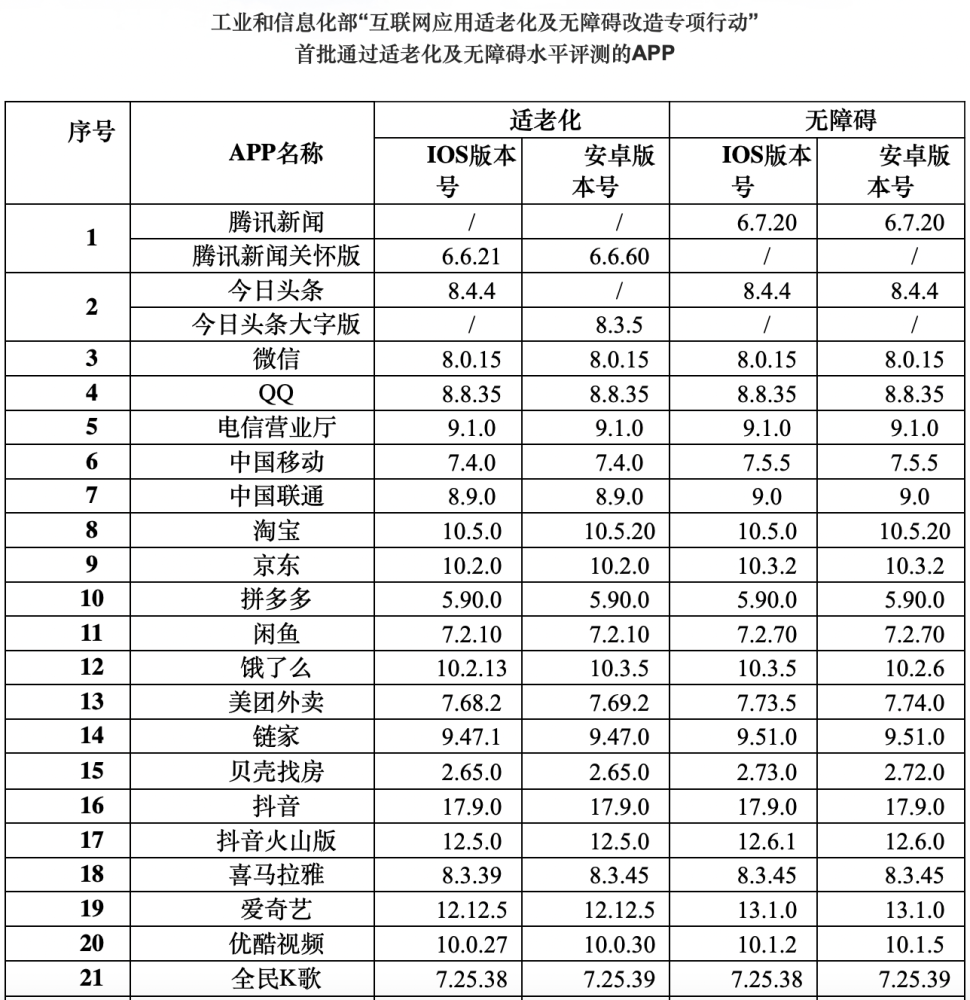 工业和信息化部“互联网应用适老化及无障碍改造专项行动”
首批通过适老化及无障碍水平评测的APP
序号 APP名称 适老化 无障碍
IOS版本号 安卓版本号 IOS版本号 安卓版本号
1 腾讯新闻 / / 6.7.20 6.7.20
腾讯新闻关怀版 6.6.21 6.6.60 / /
2 今日头条 8.4.4 / 8.4.4 8.4.4
今日头条大字版 / 8.3.5 / /
3 微信 8.0.15 8.0.15 8.0.15 8.0.15
4 QQ 8.8.35 8.8.35 8.8.35 8.8.35
5 电信营业厅 9.1.0 9.1.0 9.1.0 9.1.0
6 中国移动 7.4.0 7.4.0 7.5.5 7.5.5
7 中国联通 8.9.0 8.9.0 9.0 9.0
8 淘宝 10.5.0 10.5.20 10.5.0 10.5.20
9 京东 10.2.0 10.2.0 10.3.2 10.3.2
10 拼多多 5.90.0 5.90.0 5.90.0 5.90.0
11 闲鱼 7.2.10 7.2.10 7.2.70 7.2.70
12 饿了么 10.2.13 10.3.5 10.3.5 10.2.6
13 美团外卖 7.68.2 7.69.2 7.73.5 7.74.0
14 链家 9.47.1 9.47.0 9.51.0 9.51.0
15 贝壳找房 2.65.0 2.65.0 2.73.0 2.72.0
16 抖音 17.9.0 17.9.0 17.9.0 17.9.0
17 抖音火山版 12.5.0 12.5.0 12.6.1 12.6.0
18 喜马拉雅 8.3.39 8.3.45 8.3.45 8.3.45
19 爱奇艺 12.12.5 12.12.5 13.1.0 13.1.0
20 优酷视频 10.0.27 10.0.30 10.1.2 10.1.5
21 全民K歌 7.25.38 7.25.39 7.25.38 7.25.39